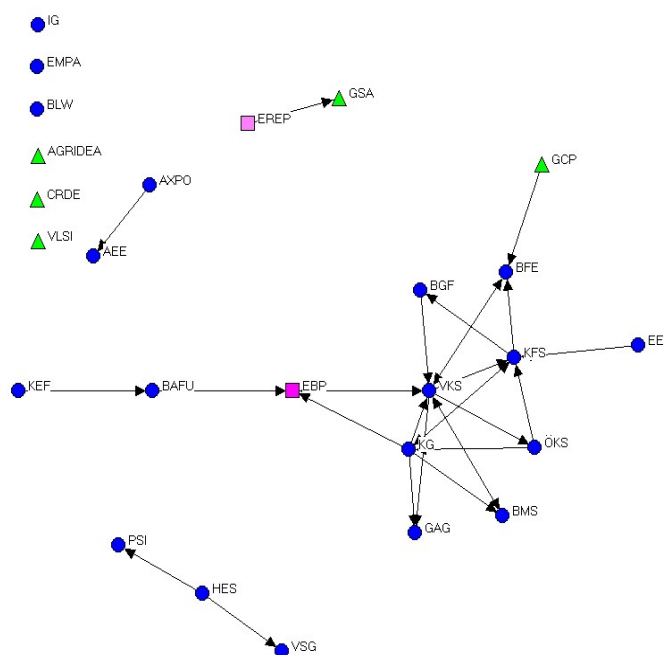 IG
EMPA
BLW
AGRIDEA
CRDE
VLSI
GSA
EREP
GCP
AXPO
AEE
BFE
BGF
KFS
EE
KEF
BAFU
EBP
VKS
KG
ÖKS
BMS
GAG
PSI
HES
VSG